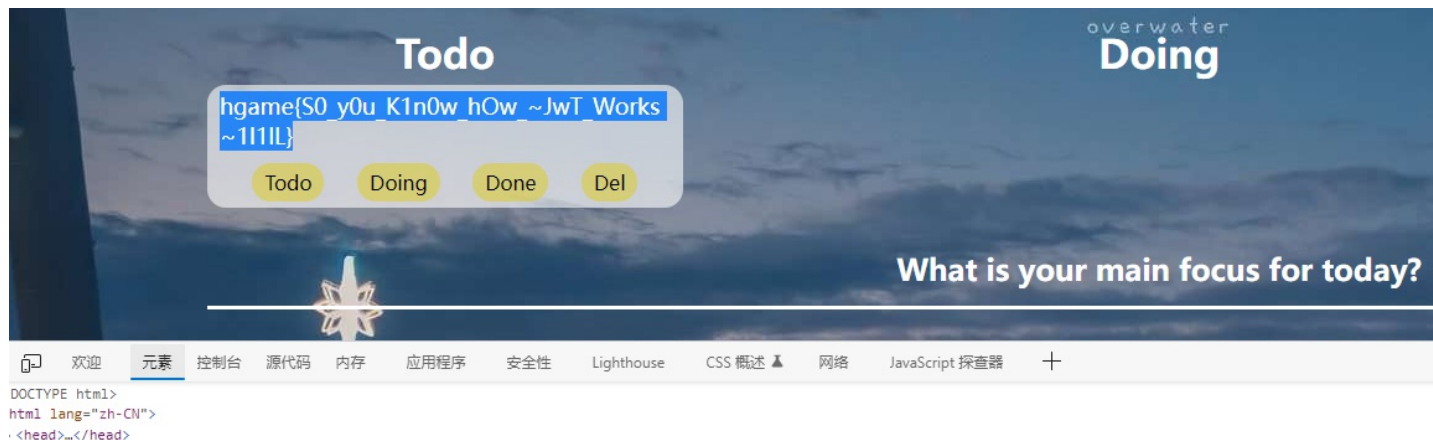 overwater
Todo
Doing
hgame{S0_y0u_K1n0w_hOw_~JwT_Works
~1l1lL}
Todo Doing Done Del
What is your main focus for today?
欢迎 元素 控制台 源代码 内存 应用程序 安全性 Lighthouse CSS 概述 网络 JavaScript 探查器
DOCTYPE html>
html lang="zh-CN">
<head>…</head>